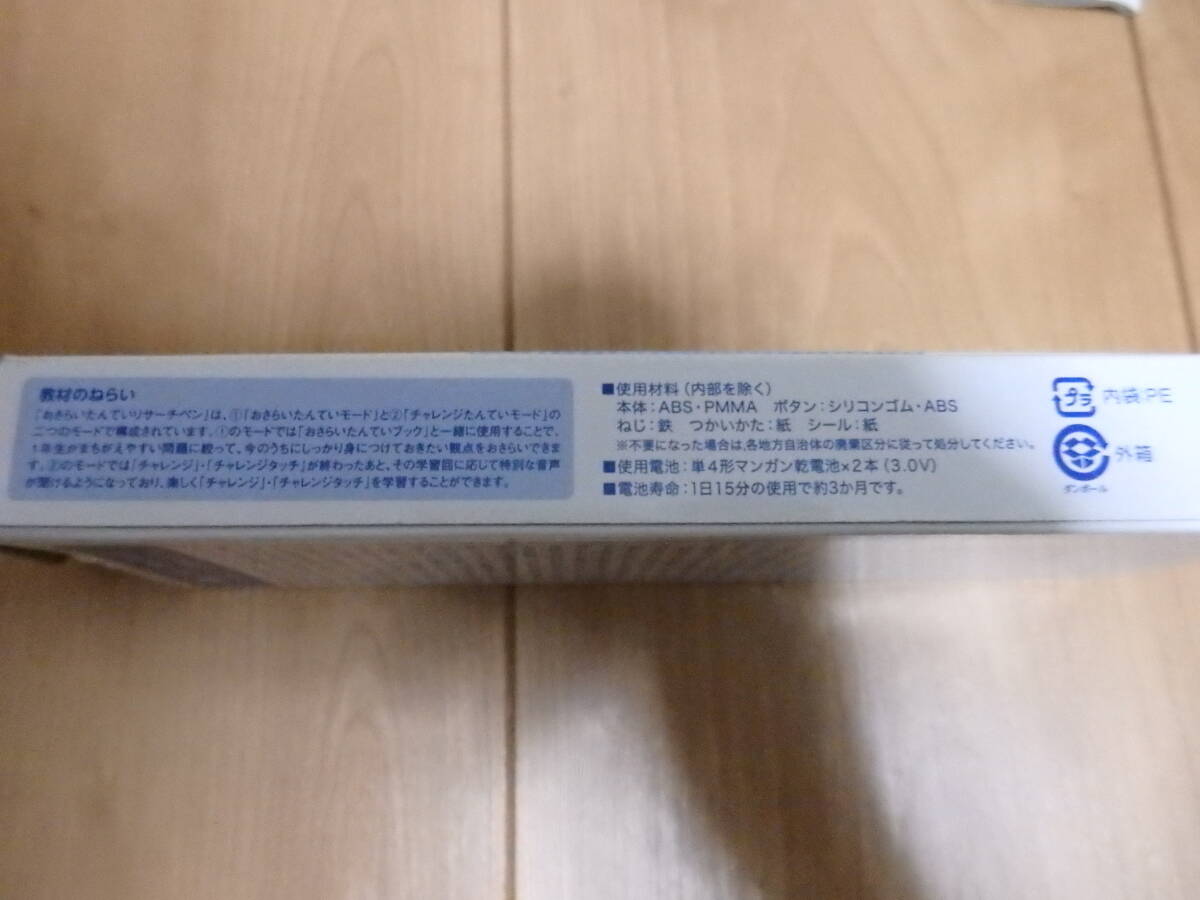 教材のねらい
「おさらいたんていリサーチペン」は、①「おさらいたんていモード」と②「チャレンジたんていモード」の
二つのモードで構成されています。①のモードでは「おさらいたんていブック」と一緒に使用することで、
1年生がまちがえやすい問題に絞って、今のうちにしっかり身につけておきたい観点をおさらいできま
す。②のモードでは「チャレンジ」・「チャレンジタッチ」が終わったあと、その学習回に応じて特別な音声
が聞けるようになっており、楽しく「チャレンジ」・「チャレンジタッチ」を学習することができます。
■使用材料（内部を除く）
本体：ABS・PMMA ボタン：シリコンゴム・ABS
ねじ：鉄 つかいかた：紙 シール：紙
※不要になった場合は、各地方自治体の廃棄区分に従って処分してください。
■使用電池：単4形マンガン乾電池×2本（3.0V）
■電池寿命：1日15分の使用で約3か月です。
プラ 内袋:PE
外箱
ダンボール